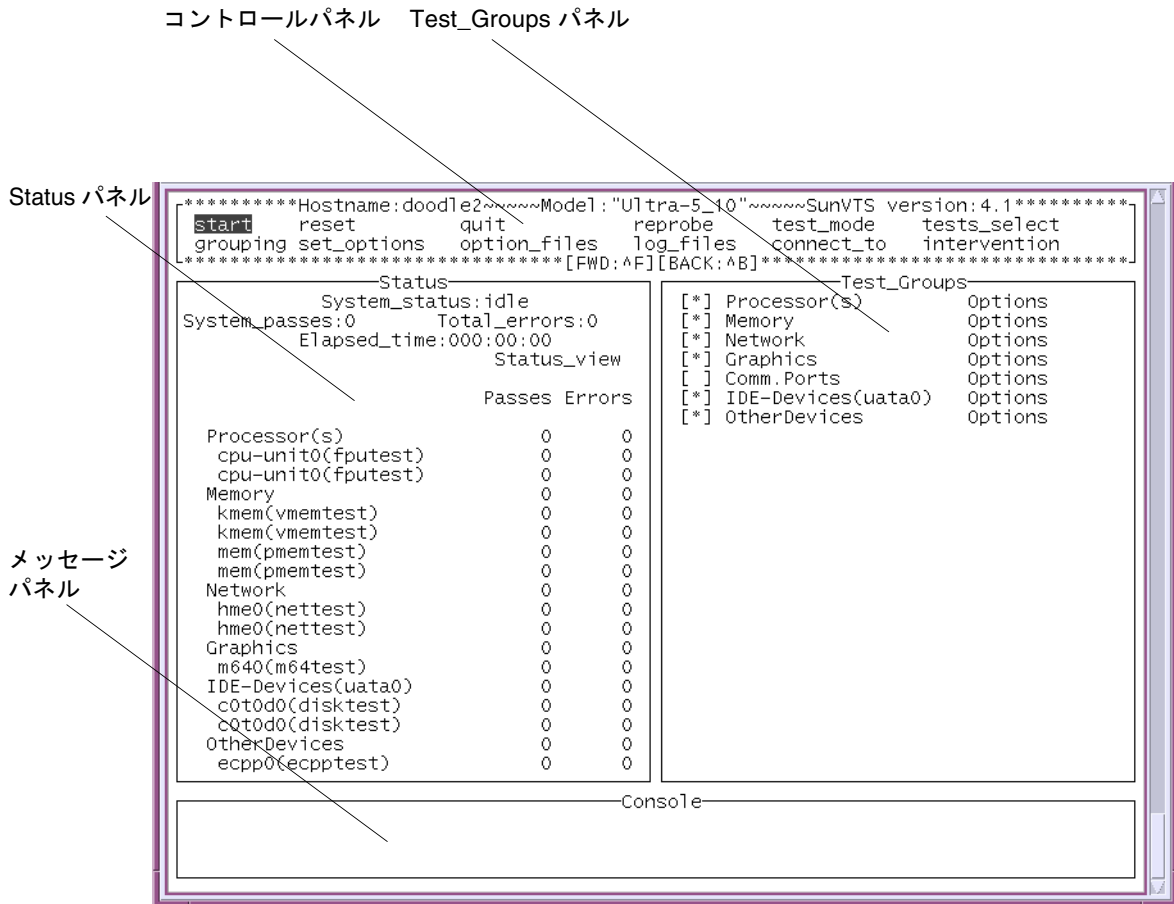 コントロールパネル Test_Groups パネル
Status パネル
**********Hostname:doodle2~~~~~Model:"Ultra-5_10"~~~~~SunVTS version:4.1**********
start reset quit reprobe test_mode tests_select
grouping set_options option_files log_files connect_to intervention
*********************************[FWD:^F][BACK:^B]********************************
Status
System_status:idle
System_passes:0 Total_errors:0
Elapsed_time:000:00:00
Status_view
Passes Errors
Processor(s) 0 0
cpu-unit0(fputest) 0 0
cpu-unit0(fputest) 0 0
Memory 0 0
kmem(vmemtest) 0 0
kmem(vmemtest) 0 0
mem(pmemtest) 0 0
mem(pmemtest) 0 0
Network 0 0
hme0(nettest) 0 0
hme0(nettest) 0 0
Graphics 0 0
m640(m64test) 0 0
IDE-Devices(uata0) 0 0
c0t0d0(disktest) 0 0
c0t0d0(disktest) 0 0
OtherDevices 0 0
ecpp0(ecpptest) 0 0
Test_Groups
[*] Processor(s) Options
[*] Memory Options
[*] Network Options
[*] Graphics Options
[ ] Comm.Ports Options
[*] IDE-Devices(uata0) Options
[*] OtherDevices Options
メッセージ
パネル
Console